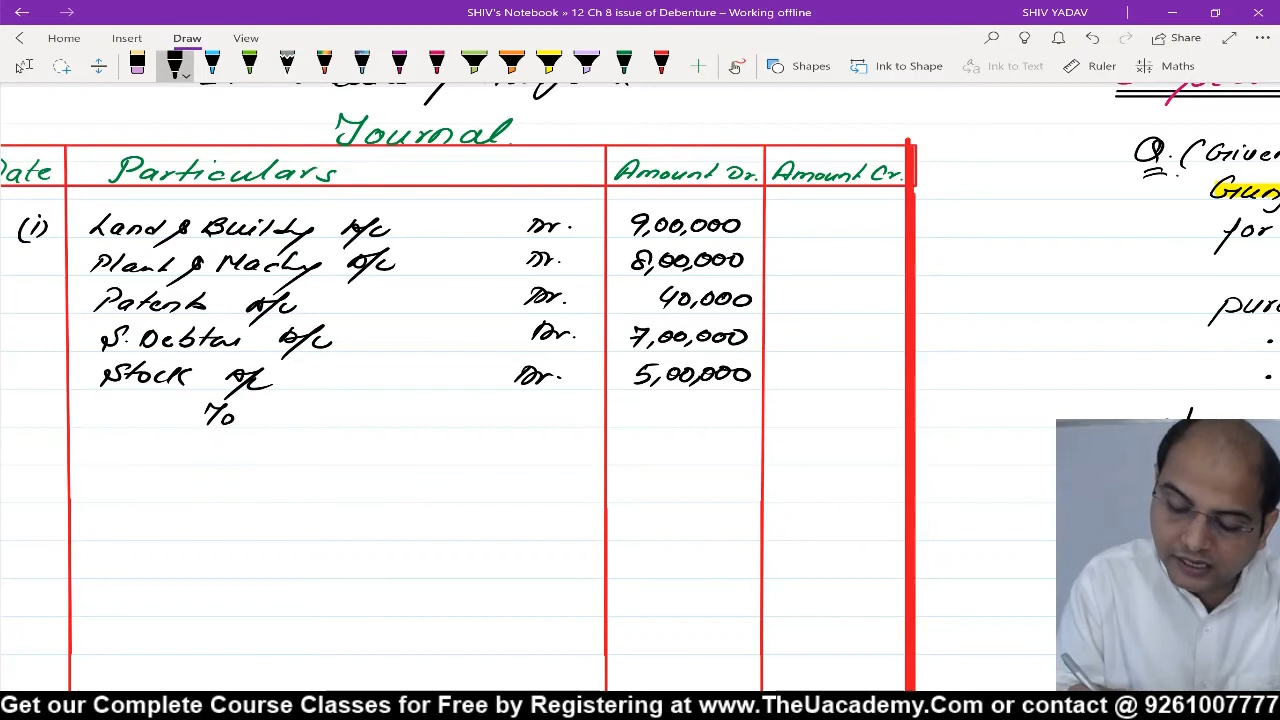 SHIV's Notebook » 12 Ch 8 issue of Debenture – Working offline
SHIV YADAV
Home Insert Draw View
Share
Shapes Ink to Shape Ink to Text Ruler Maths
Journal
Date Particulars Amount Dr. Amount Cr.
(i) Land & Building A/c Dr. 9,00,000
Plant & Machy A/c Dr. 8,00,000
Patents A/c Dr. 40,000
S. Debtors A/c Dr. 7,00,000
Stock A/c Dr. 5,00,000
To
Q. (Given
for
Get our Complete Course Classes for Free by Registering at www.TheUacademy.Com or contact @ 9261007777